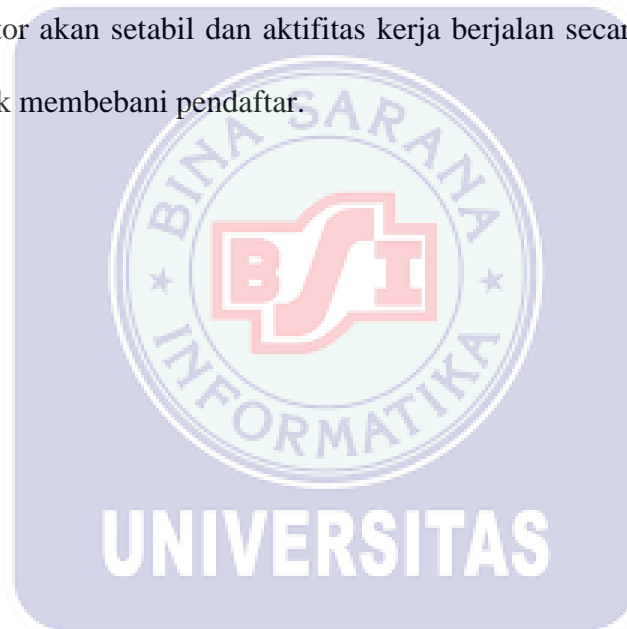 tor akan setabil dan aktifitas kerja berjalan secar
k membebani pendaftar.
BINA SARANA
BSI
INFORMATIKA
UNIVERSITAS